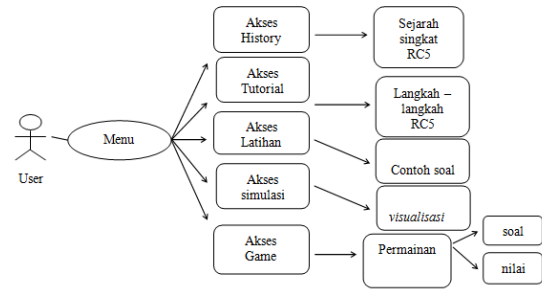 Akses
History
Sejarah
singkat
RC5
Akses
Tutorial
Langkah –
langkah
RC5
User
Menu
Akses
Latihan
Contoh soal
Akses
simulasi
visualisasi
Akses
Game
Permainan
soal
nilai